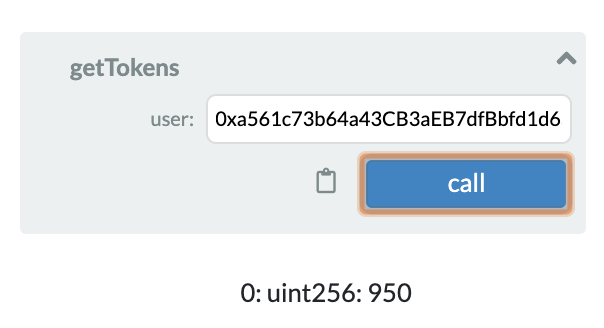 getTokens
user: 0xa561c73b64a43CB3aEB7dfBbfd1d6
call
0: uint256: 950